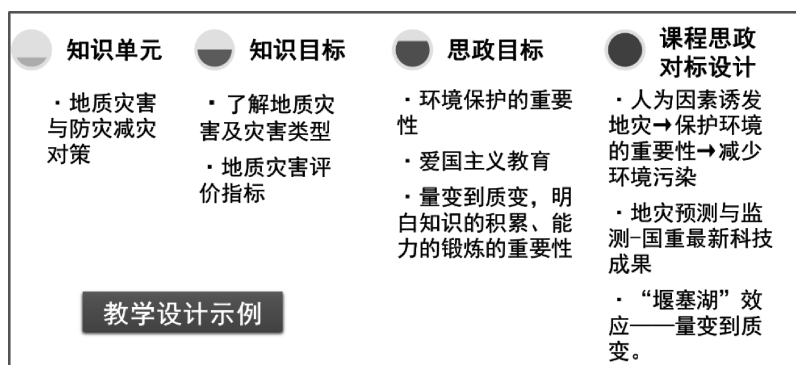 知识单元
· 地质灾害
与防灾减灾
对策
知识目标
· 了解地质灾
害及灾害类型
· 地质灾害评
价指标
思政目标
· 环境保护的重要
性
· 爱国主义教育
· 量变到质变，明
白知识的积累、能
力的锻炼的重要性
课程思政
对标设计
· 人为因素诱发
地灾→保护环境
的重要性→减少
环境污染
· 地灾预测与监
测-国重最新科技
成果
· “堰塞湖”效
应——量变到质
变。
教学设计示例